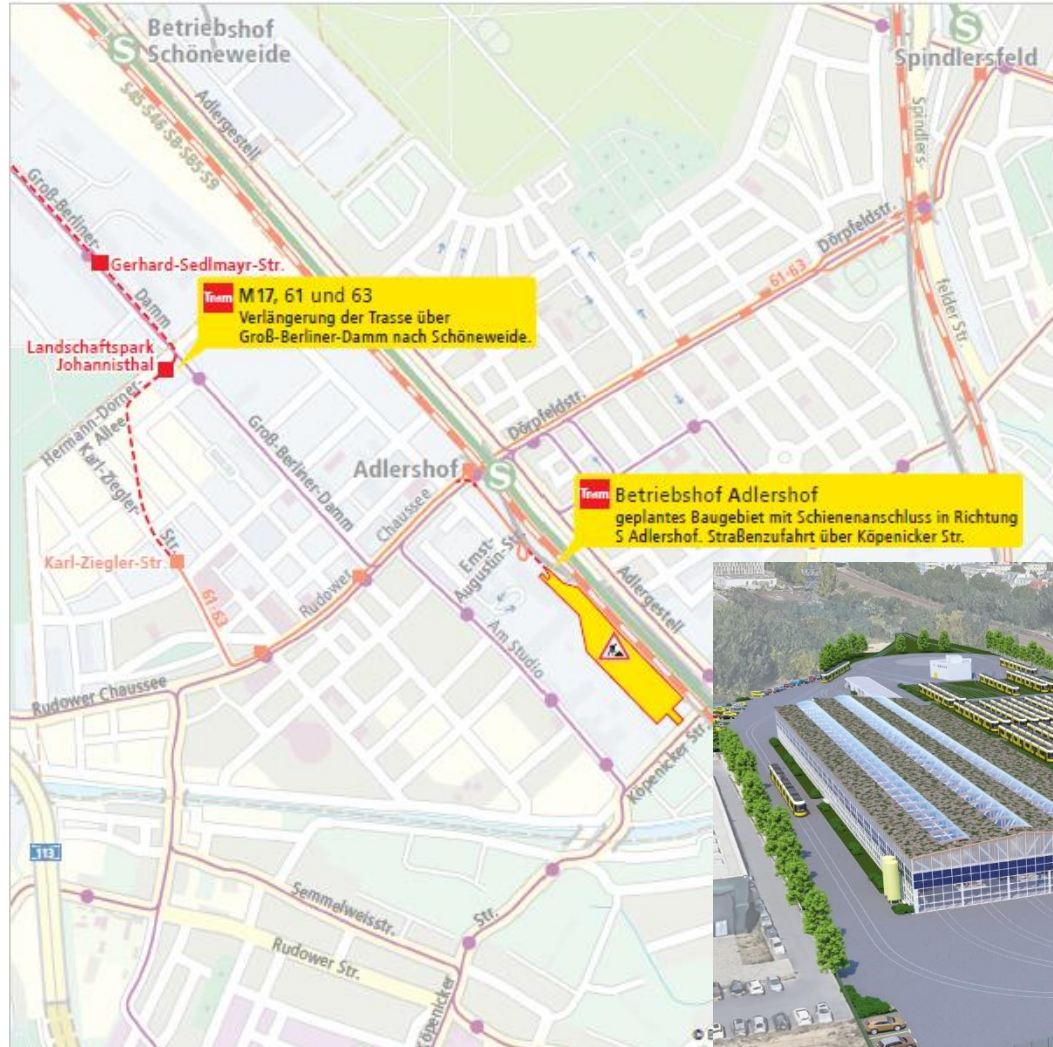 Betriebshof
Schöneweide
Spindlersfeld
S45-S46-S8-S85-S9
Adlergestell
Spindlers-
felder Str.
Groß-Berliner-
Damm
Gerhard-Sedlmayr-Str.
Dörpfeldstr.
61-63
Tram M17, 61 und 63
Verlängerung der Trasse über
Groß-Berliner-Damm nach Schöneweide.
Landschaftspark
Johannisthal
Hermann-Dorner-
Allee
Groß-Berliner-Damm
Dörpfeldstr.
Karl-Ziegler-
Str.
Adlershof
Chaussee
Rudower
Tram Betriebshof Adlershof
geplantes Baugebiet mit Schienenanschluss in Richtung
S Adlershof. Straßenzufahrt über Köpenicker Str.
Ernst-
Augustin-Str.
Adlergestell
Karl-Ziegler-Str.
61-63
Am Studio
Rudower Chaussee
Köpenicker Str.
113
Semmelweisstr.
Rudower Str.
Köpenicker
Str.